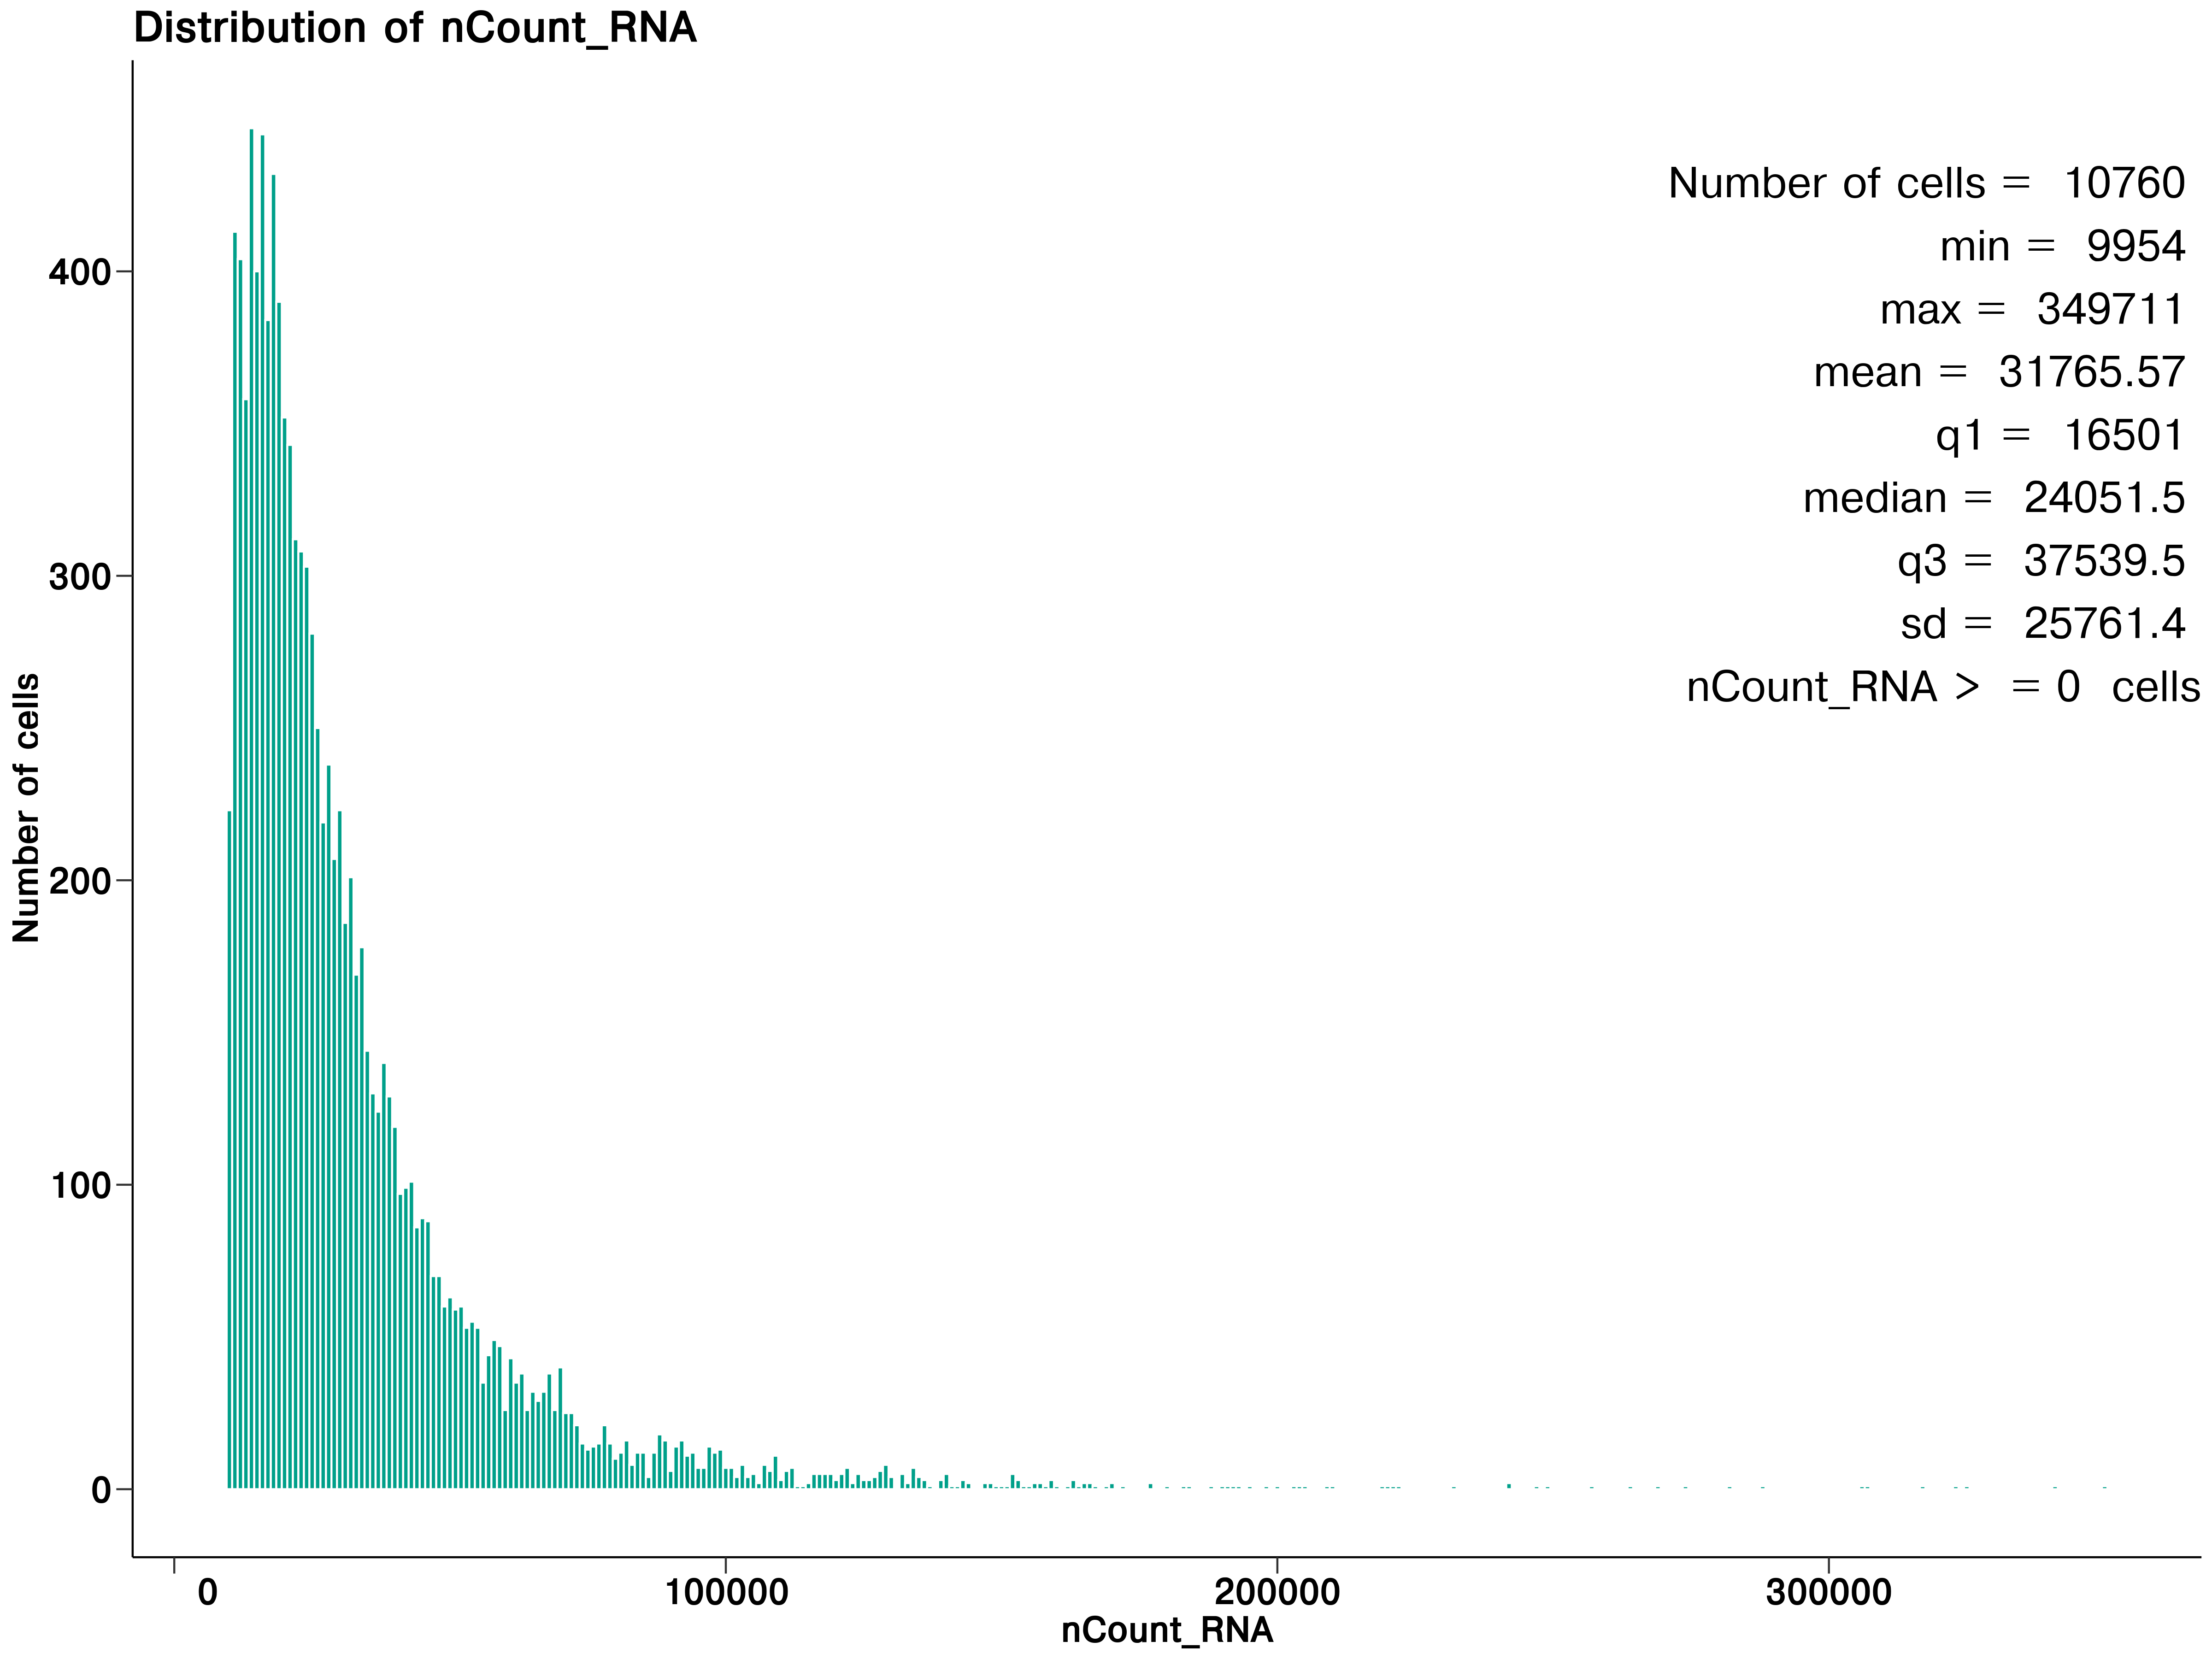 Distribution of nCount_RNA
Number of cells = 10760
min = 9954
max = 349711
mean = 31765.57
q1 = 16501
median = 24051.5
q3 = 37539.5
sd = 25761.4
nCount_RNA > = 0 cells
Number of cells
400
300
200
100
0
0 100000 200000 300000
nCount_RNA